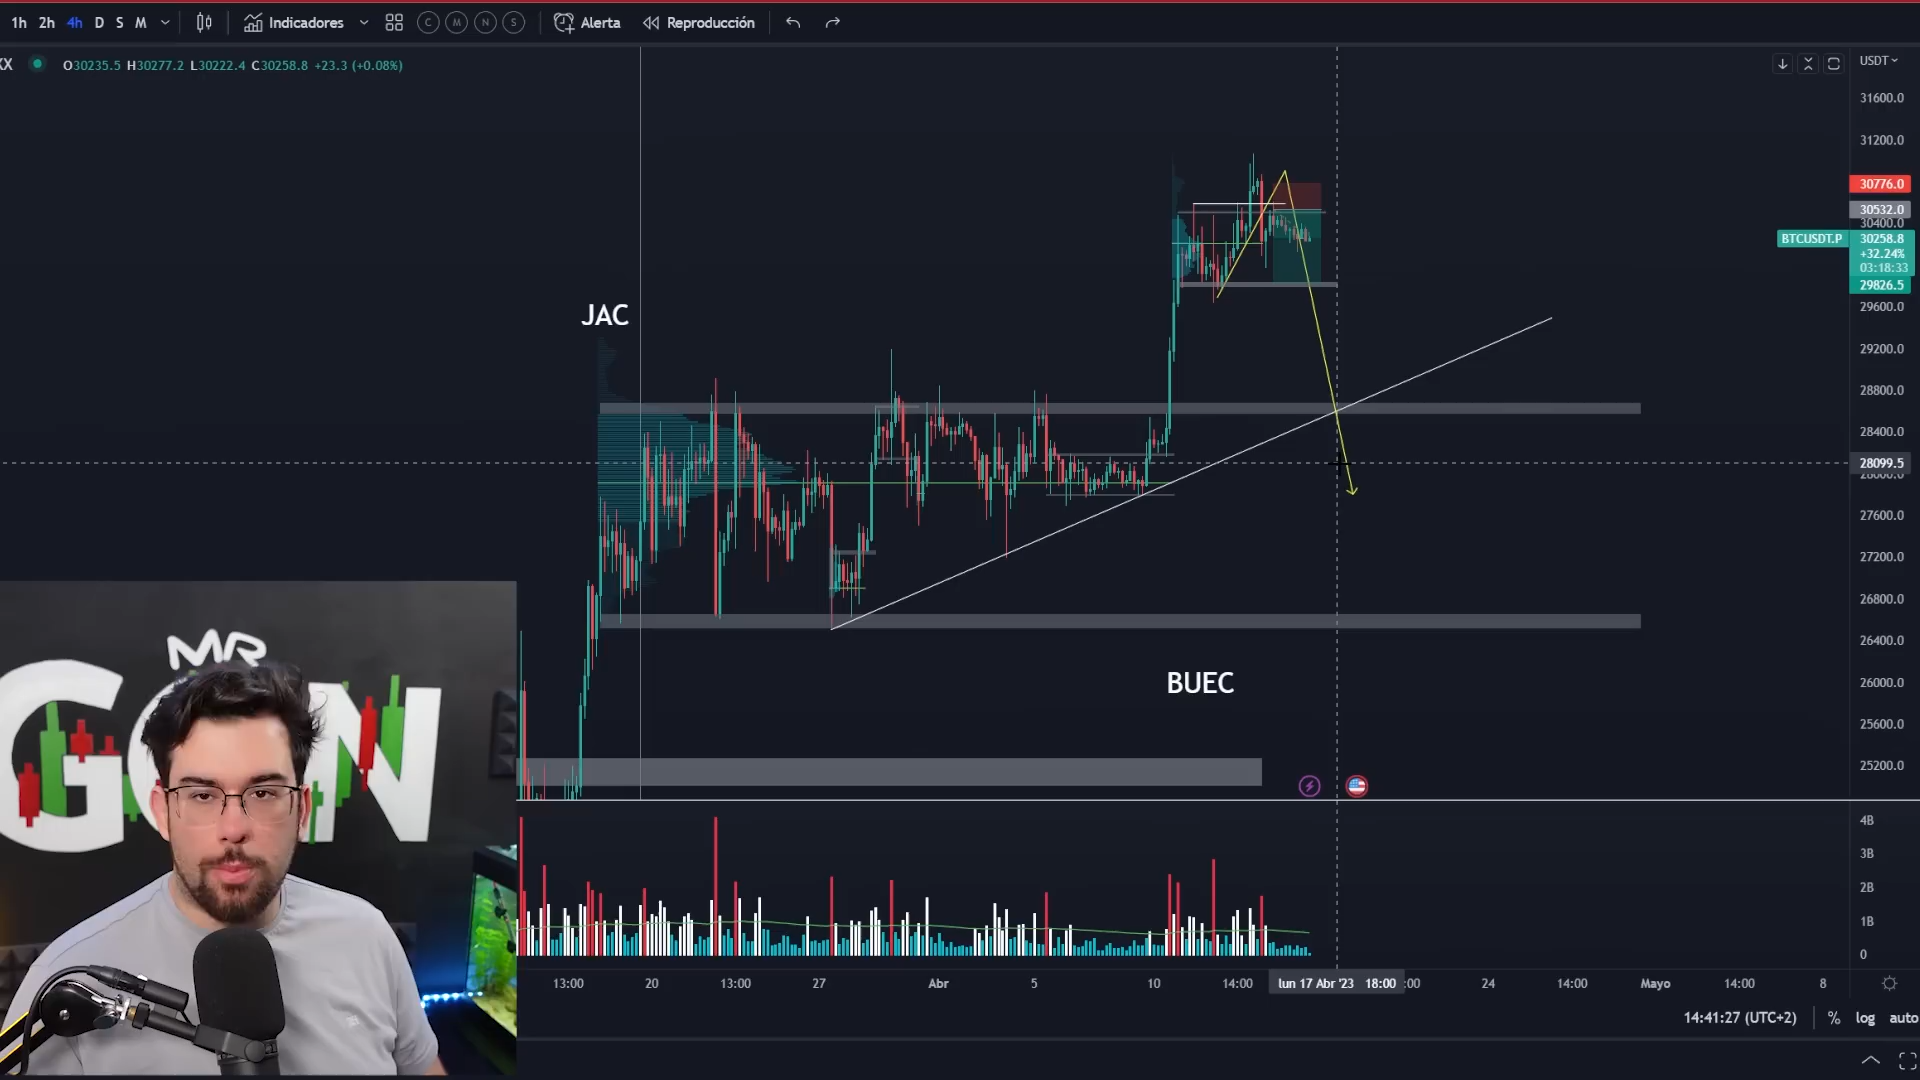 1h 2h 4h D S M Indicadores C M N S Alerta Reproducción
O30235.5 H30277.2 L30222.4 C30258.8 +23.3 (+0.08%)
USDT
31600.0
31200.0
30776.0
30532.0
30400.0
BTCUSDT.P 30258.8
+32.24%
03:18:33
29826.5
29600.0
JAC
29200.0
28800.0
28400.0
28099.5
28000.0
27600.0
27200.0
26800.0
26400.0
BUEC
26000.0
25600.0
25200.0
MR
GON
4B
3B
2B
1B
0
13:00 20 13:00 27 Abr 5 10 14:00 lun 17 Abr '23 18:00 :00 24 14:00 Mayo 14:00 8
14:41:27 (UTC+2) % log auto